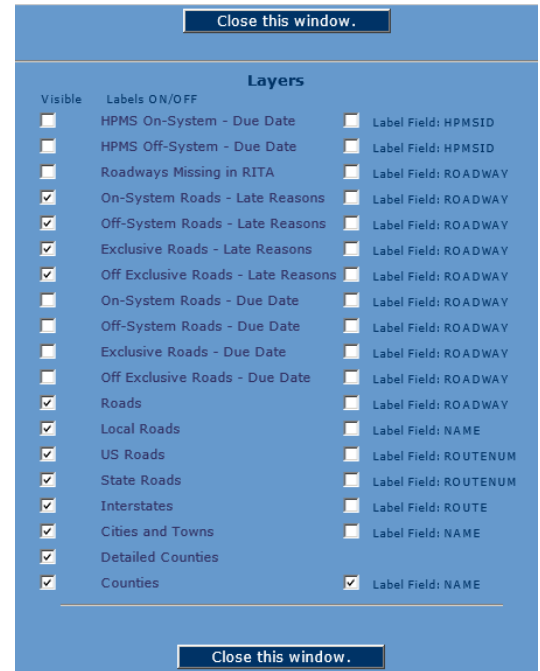 Close this window.
Layers
Visible Labels ON/OFF
HPMS On-System - Due Date Label Field: HPMSID
HPMS Off-System - Due Date Label Field: HPMSID
Roadways Missing in RITA Label Field: ROADWAY
On-System Roads - Late Reasons Label Field: ROADWAY
Off-System Roads - Late Reasons Label Field: ROADWAY
Exclusive Roads - Late Reasons Label Field: ROADWAY
Off Exclusive Roads - Late Reasons Label Field: ROADWAY
On-System Roads - Due Date Label Field: ROADWAY
Off-System Roads - Due Date Label Field: ROADWAY
Exclusive Roads - Due Date Label Field: ROADWAY
Off Exclusive Roads - Due Date Label Field: ROADWAY
Roads Label Field: ROADWAY
Local Roads Label Field: NAME
US Roads Label Field: ROUTENUM
State Roads Label Field: ROUTENUM
Interstates Label Field: ROUTE
Cities and Towns Label Field: NAME
Detailed Counties
Counties Label Field: NAME
Close this window.